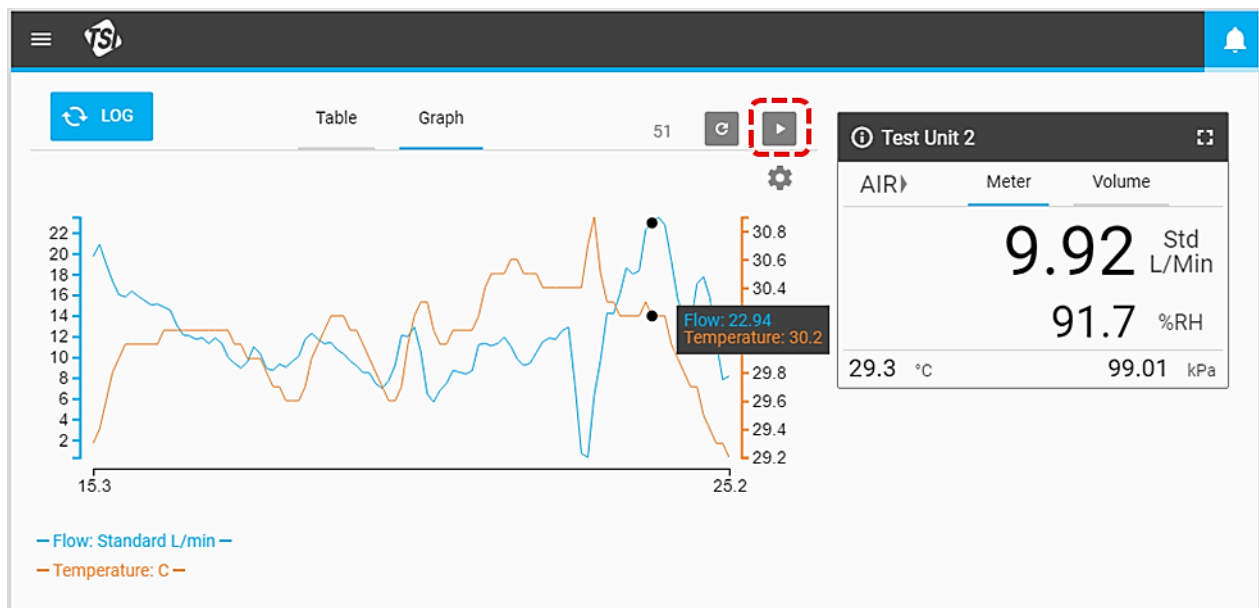 TSI
LOG
Table
Graph
51
Test Unit 2
AIR
Meter
Volume
9.92 Std L/Min
91.7 %RH
29.3 °C
99.01 kPa
22
20
18
16
14
12
10
8
6
4
2
30.8
30.6
30.4
Flow: 22.94
Temperature: 30.2
29.8
29.6
29.4
29.2
15.3
25.2
Flow: Standard L/min
Temperature: C